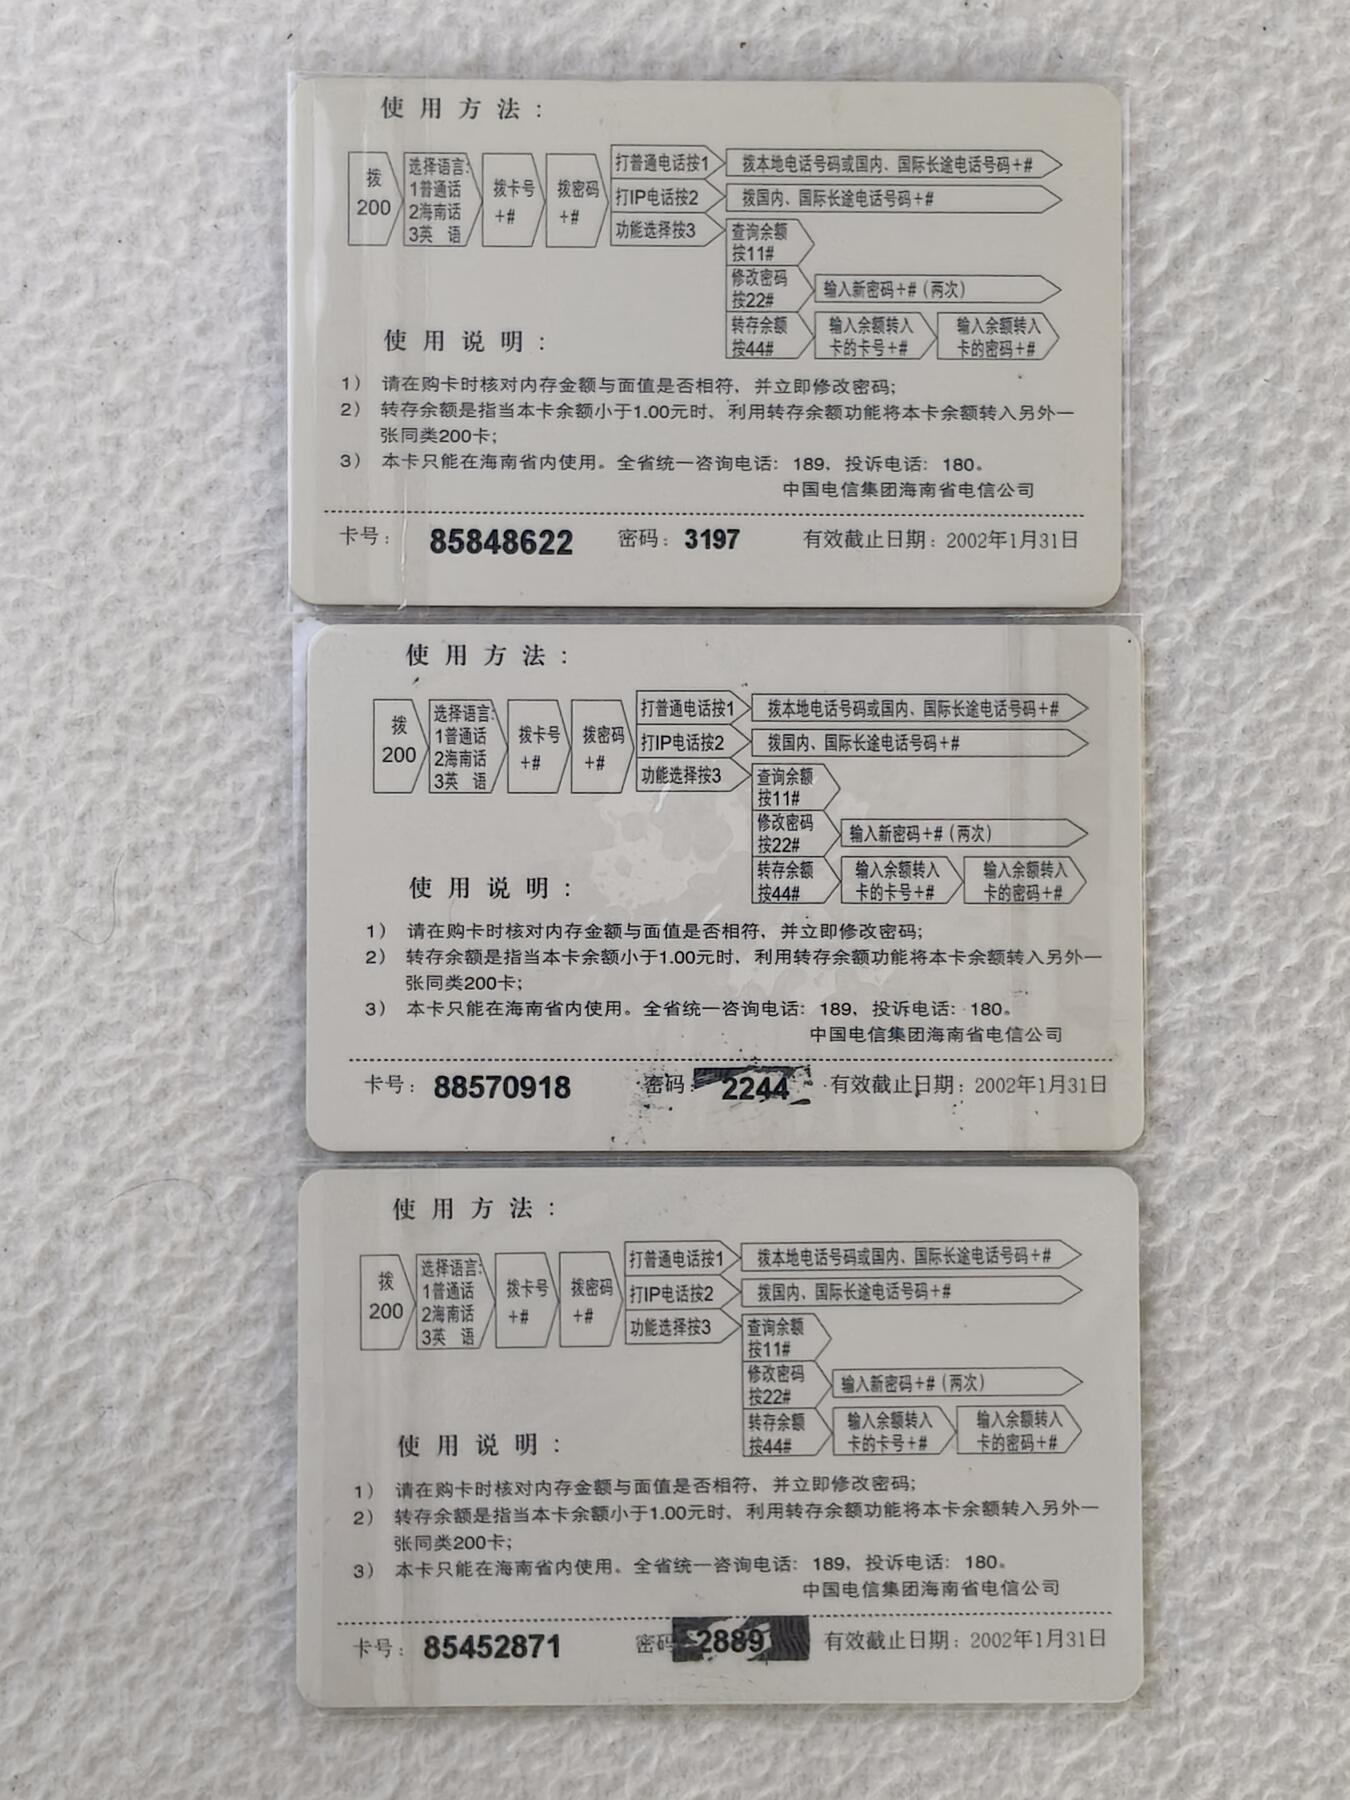 使用方法：
拨
200
选择语言：
1普通话
2海南话
3英 语
拨卡号
+#
拨密码
+#
打普通电话按1
拨本地电话号码或国内、国际长途电话号码+#
打IP电话按2
拨国内、国际长途电话号码+#
功能选择按3
查询余额
按11#
修改密码
按22#
输入新密码+#（两次）
转存余额
按44#
输入余额转入
卡的卡号+#
输入余额转入
卡的密码+#
使用说明：
1） 请在购卡时核对内存金额与面值是否相符，并立即修改密码；
2） 转存余额是指当本卡余额小于1.00元时，利用转存余额功能将本卡余额转入另外一
张同类200卡；
3） 本卡只能在海南省内使用。全省统一咨询电话：189，投诉电话：180。
中国电信集团海南省电信公司
卡号： 85848622 密码：3197 有效截止日期：2002年1月31日
使用方法：
拨
200
选择语言：
1普通话
2海南话
3英 语
拨卡号
+#
拨密码
+#
打普通电话按1
拨本地电话号码或国内、国际长途电话号码+#
打IP电话按2
拨国内、国际长途电话号码+#
功能选择按3
查询余额
按11#
修改密码
按22#
输入新密码+#（两次）
转存余额
按44#
输入余额转入
卡的卡号+#
输入余额转入
卡的密码+#
使用说明：
1） 请在购卡时核对内存金额与面值是否相符，并立即修改密码；
2） 转存余额是指当本卡余额小于1.00元时，利用转存余额功能将本卡余额转入另外一
张同类200卡；
3） 本卡只能在海南省内使用。全省统一咨询电话：189，投诉电话：180。
中国电信集团海南省电信公司
卡号：88570918 密码：2244 有效截止日期：2002年1月31日
使用方法：
拨
200
选择语言：
1普通话
2海南话
3英 语
拨卡号
+#
拨密码
+#
打普通电话按1
拨本地电话号码或国内、国际长途电话号码+#
打IP电话按2
拨国内、国际长途电话号码+#
功能选择按3
查询余额
按11#
修改密码
按22#
输入新密码+#（两次）
转存余额
按44#
输入余额转入
卡的卡号+#
输入余额转入
卡的密码+#
使用说明：
1） 请在购卡时核对内存金额与面值是否相符，并立即修改密码；
2） 转存余额是指当本卡余额小于1.00元时，利用转存余额功能将本卡余额转入另外一
张同类200卡；
3） 本卡只能在海南省内使用。全省统一咨询电话：189，投诉电话：180。
中国电信集团海南省电信公司
卡号：85452871 密码 2889 有效截止日期：2002年1月31日